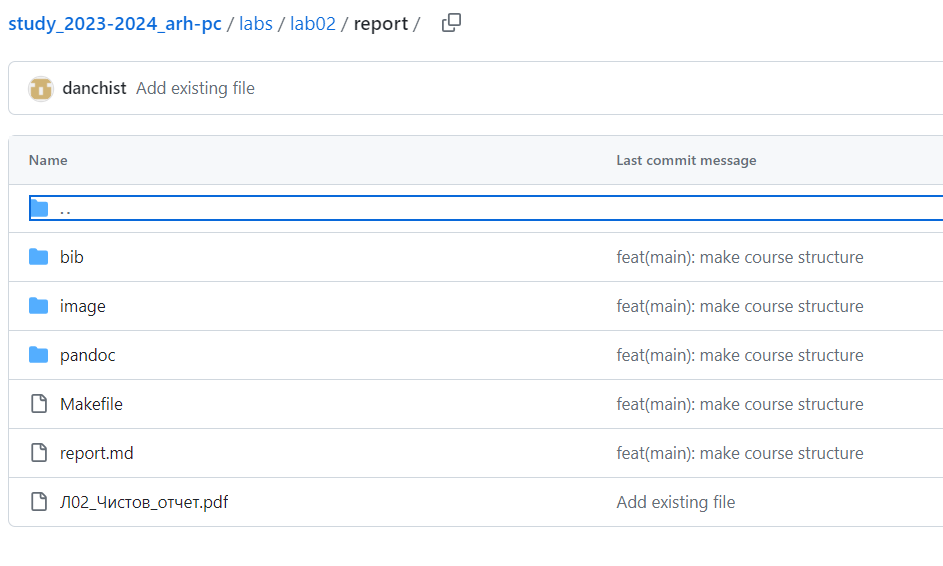 study_2023-2024_arh-pc / labs / lab02 / report /
danchist Add existing file
Name Last commit message
..
bib feat(main): make course structure
image feat(main): make course structure
pandoc feat(main): make course structure
Makefile feat(main): make course structure
report.md feat(main): make course structure
Л02_Чистов_отчет.pdf Add existing file